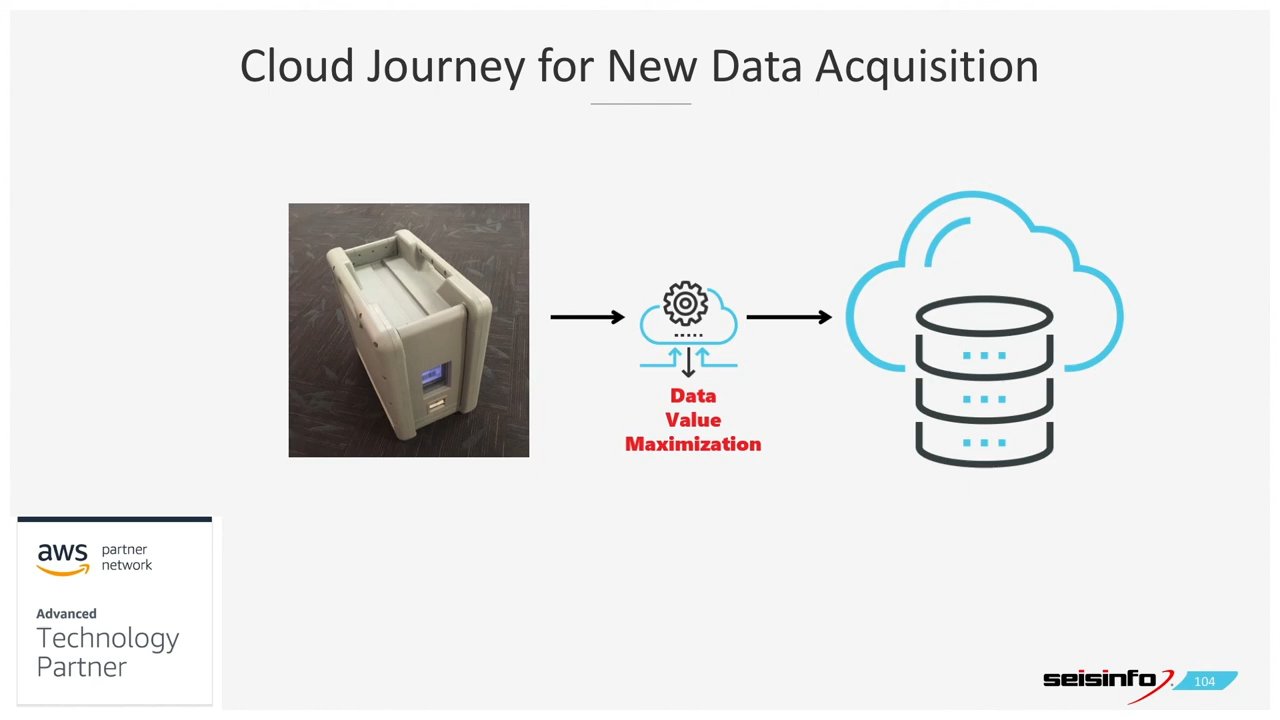 Cloud Journey for New Data Acquisition
Data
Value
Maximization
aws partner
network
Advanced
Technology
Partner
seisinfo
104